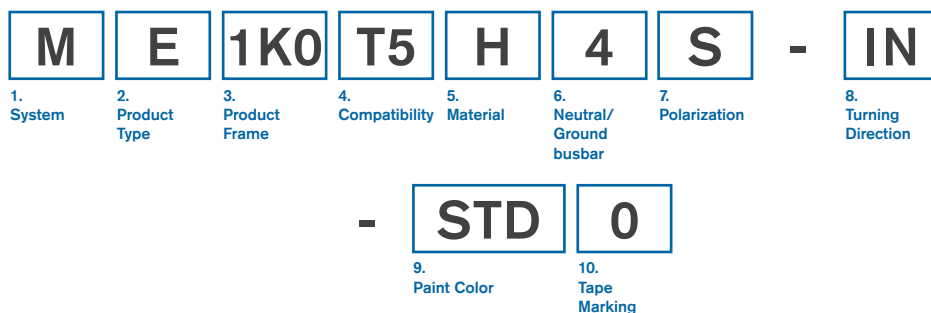 M E 1K0 T5 H 4 S - IN
1. 2. 3. 4. 5. 6. 7. 8.
System Product Product Compatibility Material Neutral/ Polarization Turning
Type Frame Ground Direction
busbar
- STD 0
9. 10.
Paint Color Tape
Marking